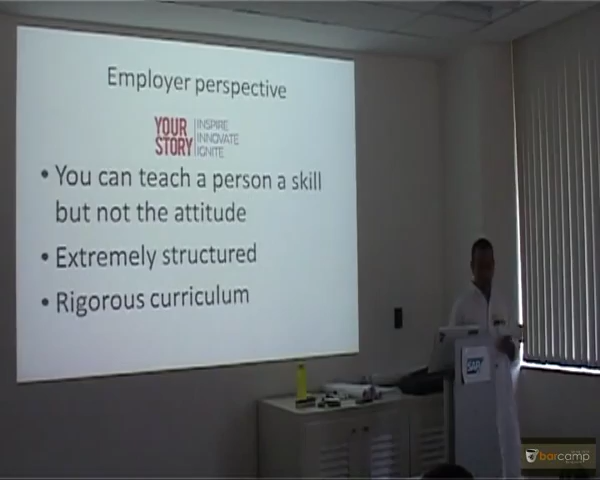 Employer perspective
YOUR
STORY
INSPIRE
INNOVATE
IGNITE
• You can teach a person a skill
but not the attitude
• Extremely structured
• Rigorous curriculum
SAP
barcamp